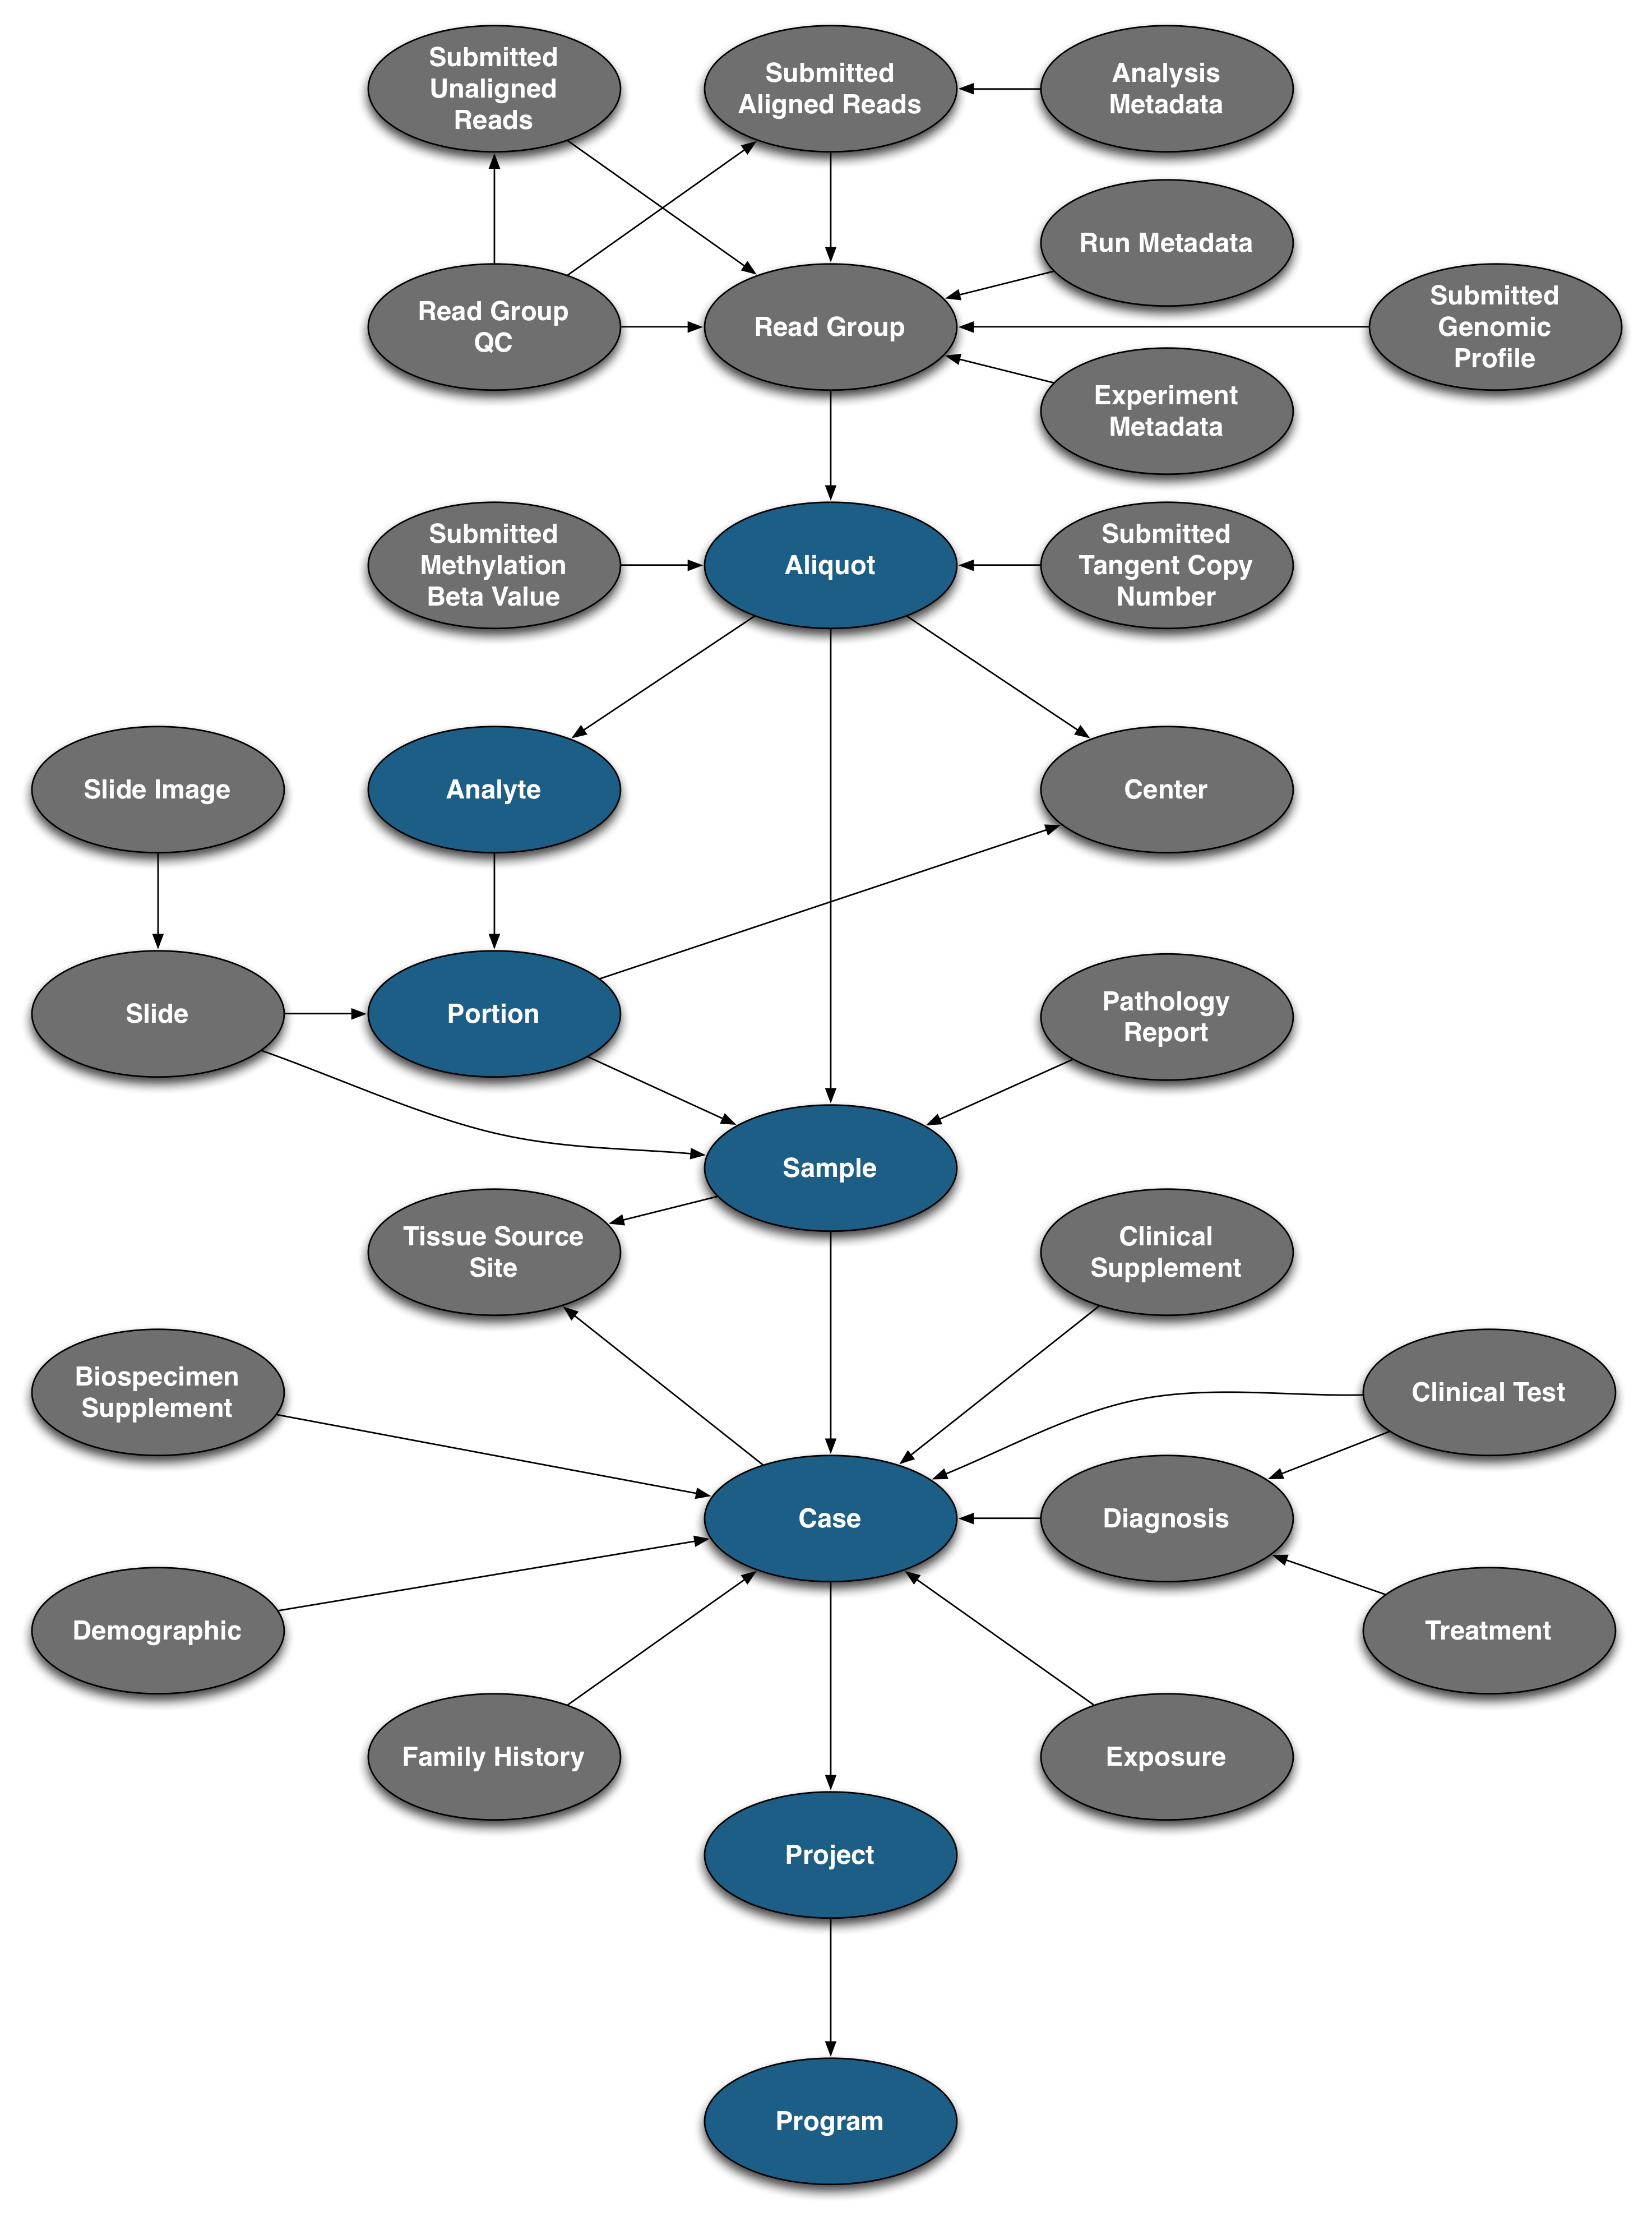 Submitted
Unaligned
Reads
Submitted
Aligned Reads
Analysis
Metadata
Run Metadata
Read Group
QC
Read Group
Submitted
Genomic
Profile
Experiment
Metadata
Submitted
Methylation
Beta Value
Aliquot
Submitted
Tangent Copy
Number
Slide Image
Analyte
Center
Slide
Portion
Pathology
Report
Sample
Tissue Source
Site
Clinical
Supplement
Biospecimen
Supplement
Clinical Test
Case
Diagnosis
Demographic
Treatment
Family History
Exposure
Project
Program